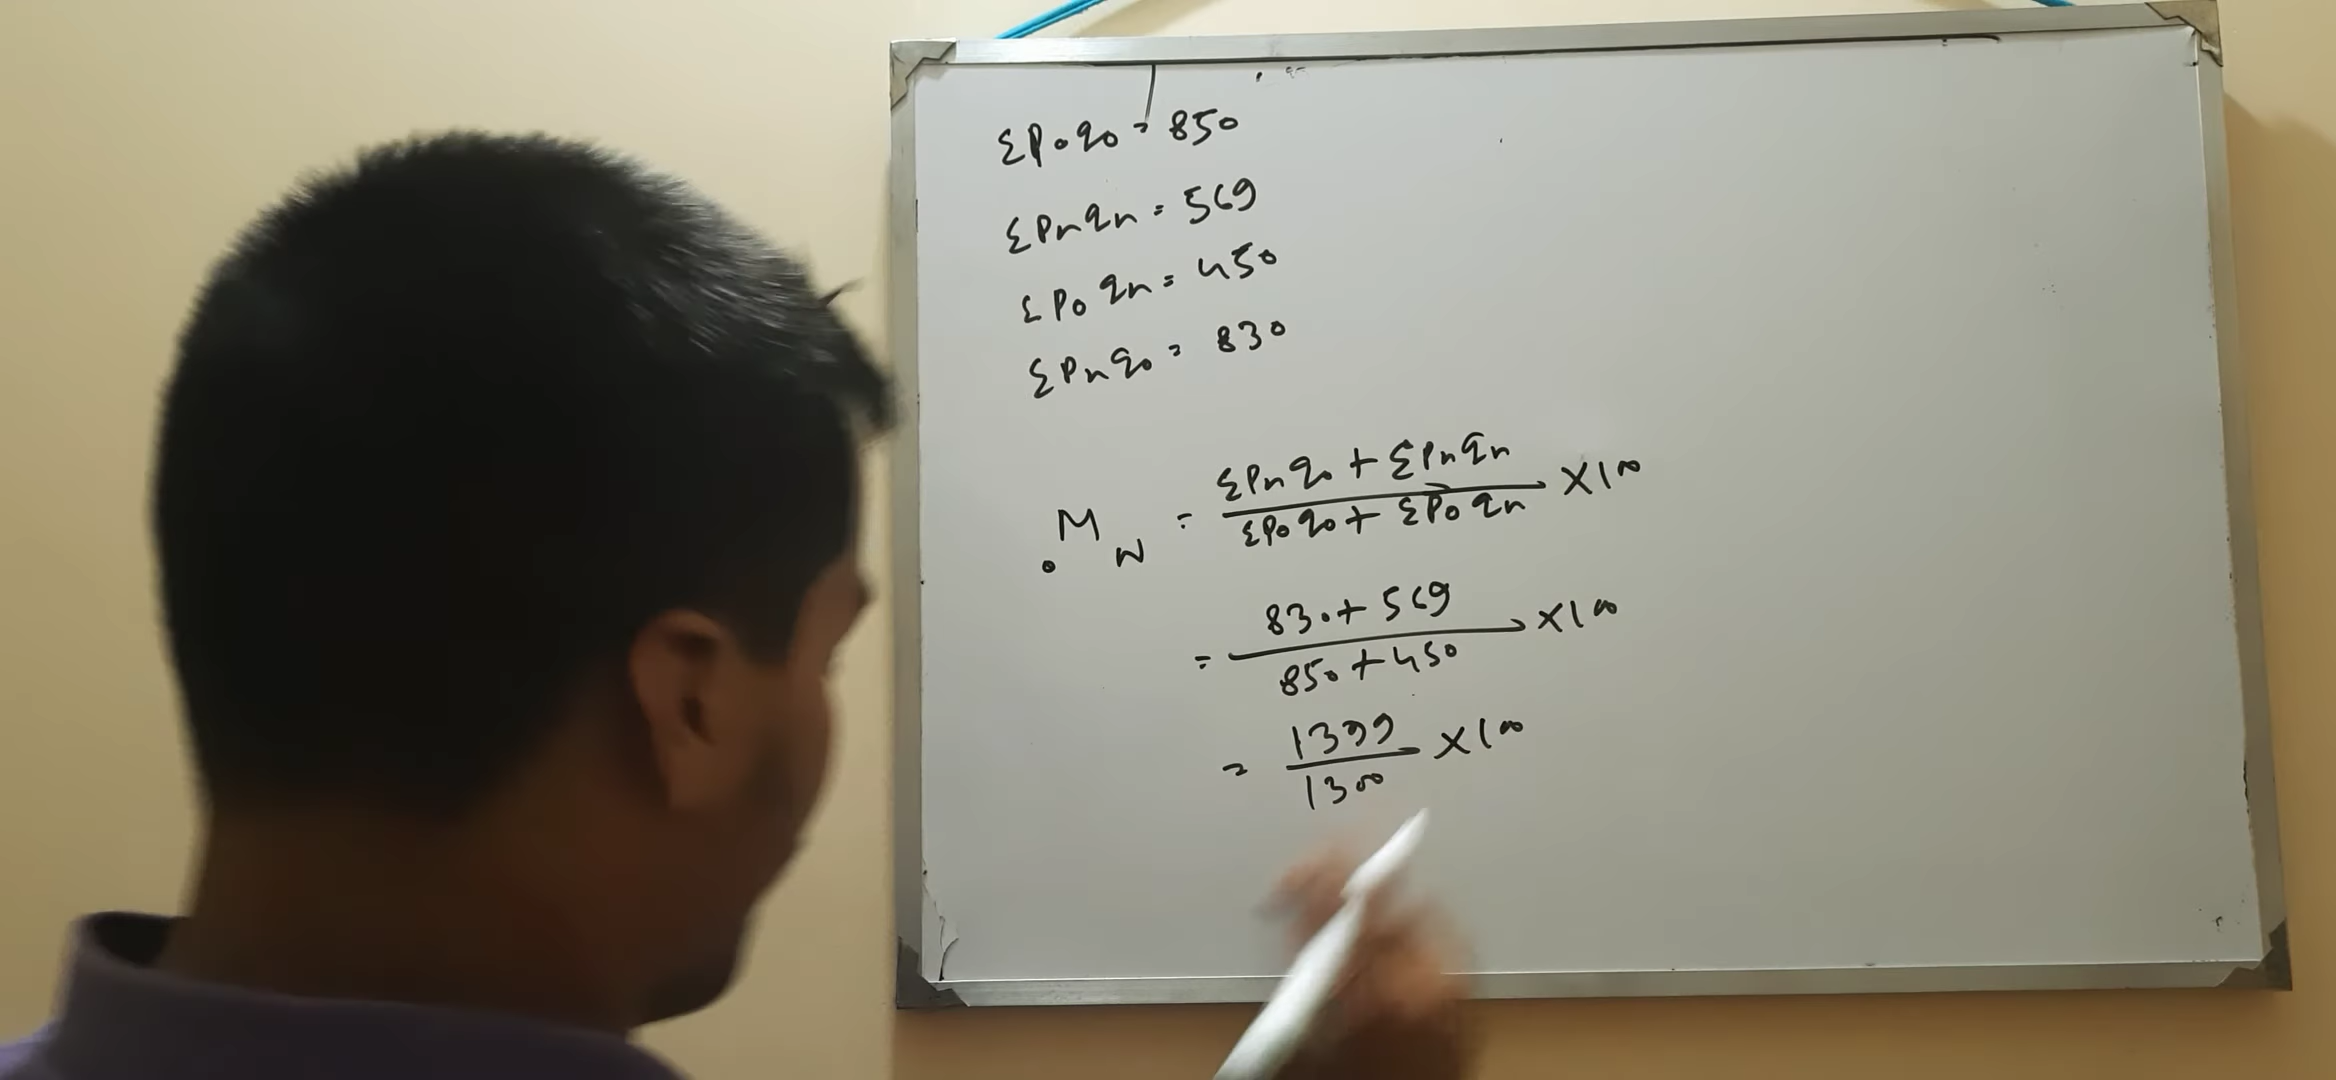 ΣP₀q₀ = 850
ΣPnqn = 569
ΣP₀qn = 450
ΣPnq₀ = 830
₀Mₙ = (ΣPnq₀ + ΣPnqn) / (ΣP₀q₀ + ΣP₀qn) × 100
= (830 + 569) / (850 + 450) × 100
= 1399 / 1300 × 100